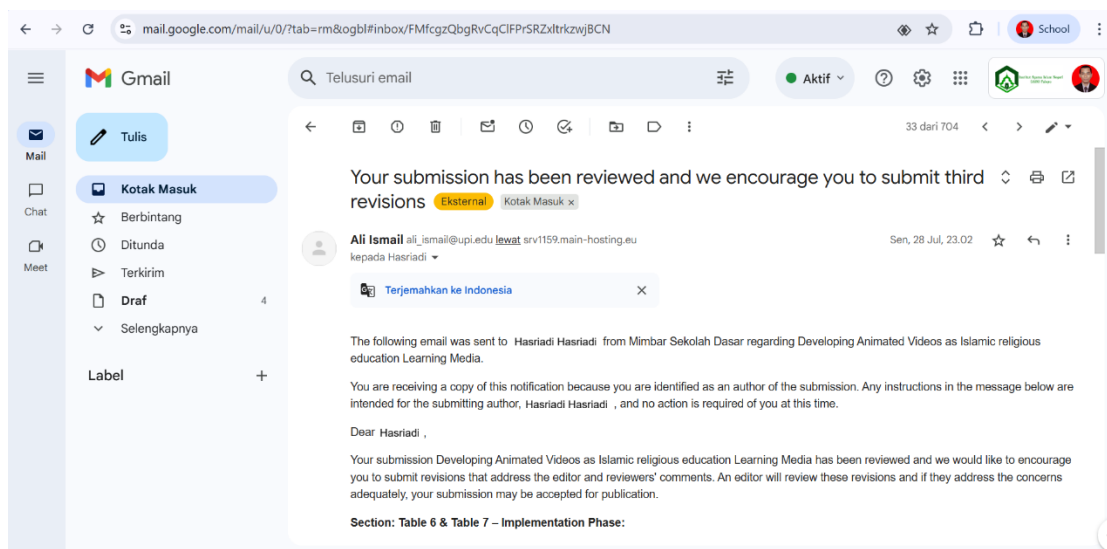 mail.google.com/mail/u/0/?tab=rm&ogbl#inbox/FMfcgzQbgRvCqClFPrSRZxltrkzwjBCN
School
Gmail
Telusuri email
Aktif
Mail
Chat
Meet
Tulis
Kotak Masuk
Berbintang
Ditunda
Terkirim
Draf 4
Selengkapnya
Label
33 dari 704
Your submission has been reviewed and we encourage you to submit third
revisions Eksternal Kotak Masuk x
Ali Ismail ali_ismail@upi.edu lewat srv1159.main-hosting.eu
Sen, 28 Jul, 23.02
kepada Hasriadi
Terjemahkan ke Indonesia
The following email was sent to Hasriadi Hasriadi from Mimbar Sekolah Dasar regarding Developing Animated Videos as Islamic religious
education Learning Media.
You are receiving a copy of this notification because you are identified as an author of the submission. Any instructions in the message below are
intended for the submitting author, Hasriadi Hasriadi , and no action is required of you at this time.
Dear Hasriadi ,
Your submission Developing Animated Videos as Islamic religious education Learning Media has been reviewed and we would like to encourage
you to submit revisions that address the editor and reviewers' comments. An editor will review these revisions and if they address the concerns
adequately, your submission may be accepted for publication.
Section: Table 6 & Table 7 – Implementation Phase: